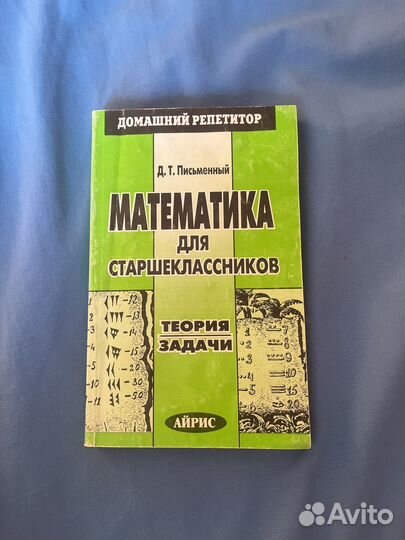 ДОМАШНИЙ РЕПЕТИТОР
Д. Т. Письменный
МАТЕМАТИКА
ДЛЯ
СТАРШЕКЛАССНИКОВ
ТЕОРИЯ
ЗАДАЧИ
АЙРИС
Avito